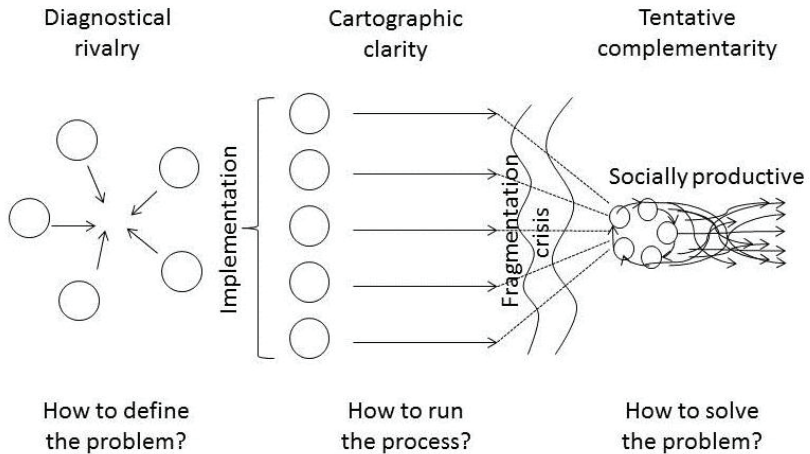 Diagnostical
rivalry
Cartographic
clarity
Tentative
complementarity
Implementation
Fragmentation
crisis
Socially productive
How to define
the problem?
How to run
the process?
How to solve
the problem?